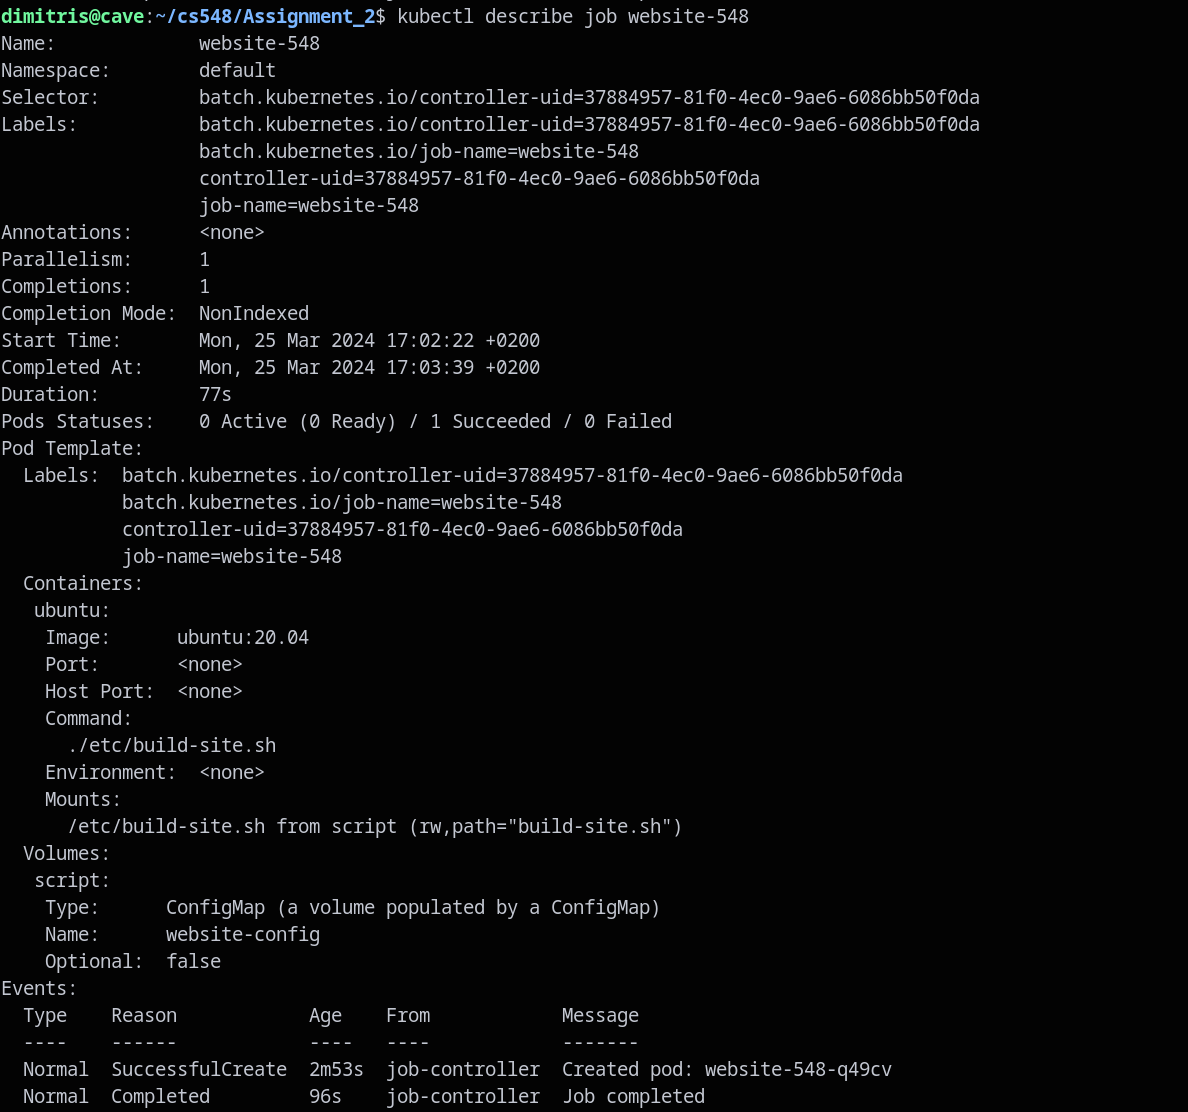 dimitris@cave:~/cs548/Assignment_2$ kubectl describe job website-548
Name:             website-548
Namespace:        default
Selector:         batch.kubernetes.io/controller-uid=37884957-81f0-4ec0-9ae6-6086bb50f0da
Labels:           batch.kubernetes.io/controller-uid=37884957-81f0-4ec0-9ae6-6086bb50f0da
                  batch.kubernetes.io/job-name=website-548
                  controller-uid=37884957-81f0-4ec0-9ae6-6086bb50f0da
                  job-name=website-548
Annotations:      <none>
Parallelism:      1
Completions:      1
Completion Mode:  NonIndexed
Start Time:       Mon, 25 Mar 2024 17:02:22 +0200
Completed At:     Mon, 25 Mar 2024 17:03:39 +0200
Duration:         77s
Pods Statuses:    0 Active (0 Ready) / 1 Succeeded / 0 Failed
Pod Template:
  Labels:  batch.kubernetes.io/controller-uid=37884957-81f0-4ec0-9ae6-6086bb50f0da
           batch.kubernetes.io/job-name=website-548
           controller-uid=37884957-81f0-4ec0-9ae6-6086bb50f0da
           job-name=website-548
  Containers:
   ubuntu:
    Image:      ubuntu:20.04
    Port:       <none>
    Host Port:  <none>
    Command:
      ./etc/build-site.sh
    Environment:  <none>
    Mounts:
      /etc/build-site.sh from script (rw,path="build-site.sh")
  Volumes:
   script:
    Type:      ConfigMap (a volume populated by a ConfigMap)
    Name:      website-config
    Optional:  false
Events:
  Type    Reason            Age    From            Message
  ----    ------            ----   ----            -------
  Normal  SuccessfulCreate  2m53s  job-controller  Created pod: website-548-q49cv
  Normal  Completed         96s    job-controller  Job completed